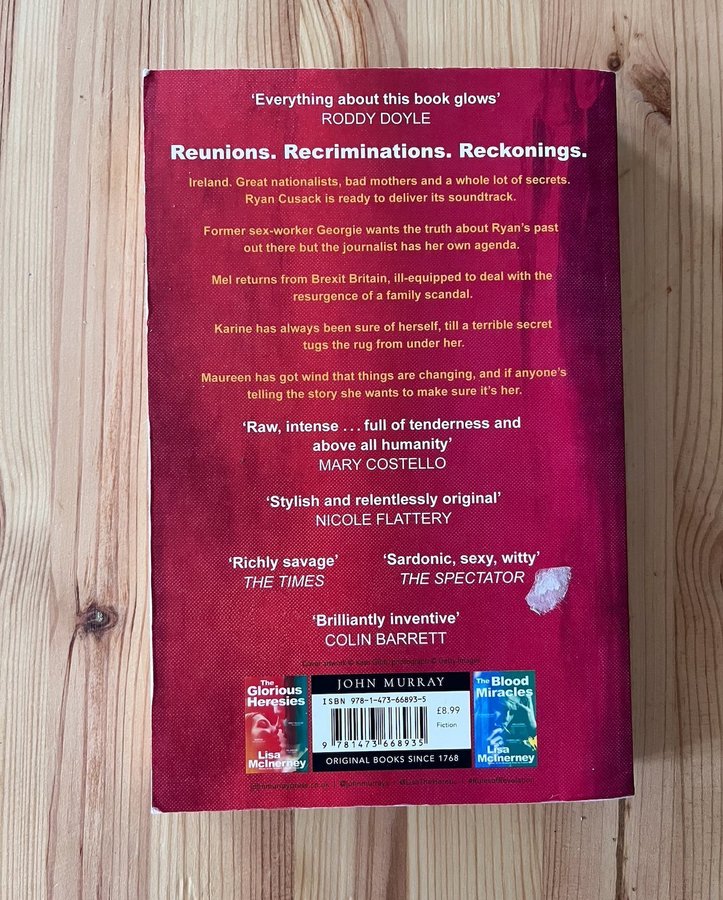 ‘Everything about this book glows’
RODDY DOYLE
Reunions. Recriminations. Reckonings.
Ireland. Great nationalists, bad mothers and a whole lot of secrets.
Ryan Cusack is ready to deliver its soundtrack.
Former sex-worker Georgie wants the truth about Ryan’s past
out there but the journalist has her own agenda.
Mel returns from Brexit Britain, ill-equipped to deal with the
resurgence of a family scandal.
Karine has always been sure of herself, till a terrible secret
tugs the rug from under her.
Maureen has got wind that things are changing, and if anyone’s
telling the story she wants to make sure it’s her.
‘Raw, intense . . . full of tenderness and
above all humanity’
MARY COSTELLO
‘Stylish and relentlessly original’
NICOLE FLATTERY
‘Richly savage’
THE TIMES
‘Sardonic, sexy, witty’
THE SPECTATOR
‘Brilliantly inventive’
COLIN BARRETT
Cover artwork ©
The
Glorious
Heresies
Lisa
McInerney
JOHN MURRAY
ISBN 978-1-473-66893-5
9 781473 668935
£8.99
Fiction
ORIGINAL BOOKS SINCE 1768
The Blood
Miracles
Lisa
McInerney
#RulesofRevelation